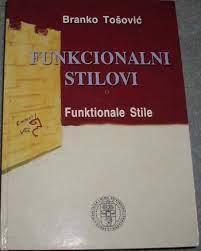 Branko Tošović
FUNKCIONALNI
STILOVI
Funktionale Stile